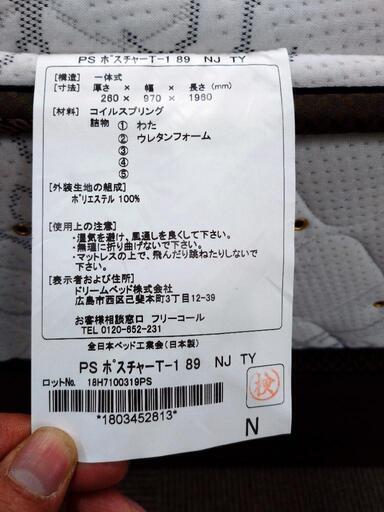 PS ポスチャーT-1 89 NJ TY
[構造] 一体式
[寸法] 厚さ × 幅 × 長さ (mm)
260 × 970 × 1960
[材料] コイルスプリング
詰物 ① わた
② ウレタンフォーム
③
④
⑤
[外装生地の組成]
ポリエステル 100%
[使用上の注意]
・湿気を避け、風通しを良くして下さい。
・無理に折り曲げないで下さい。
・マットレスの上で、飛んだり跳ねたりしないで下さい。
[表示者および住所]
ドリームベッド株式会社
広島市西区己斐本町3丁目12-39
お客様相談窓口 フリーコール
TEL 0120-652-231
全日本ベッド工業会(日本製)
PS ポスチャーT-1 89 NJ TY
ロットNo. 18H7100319PS
*1803452813*
検
N